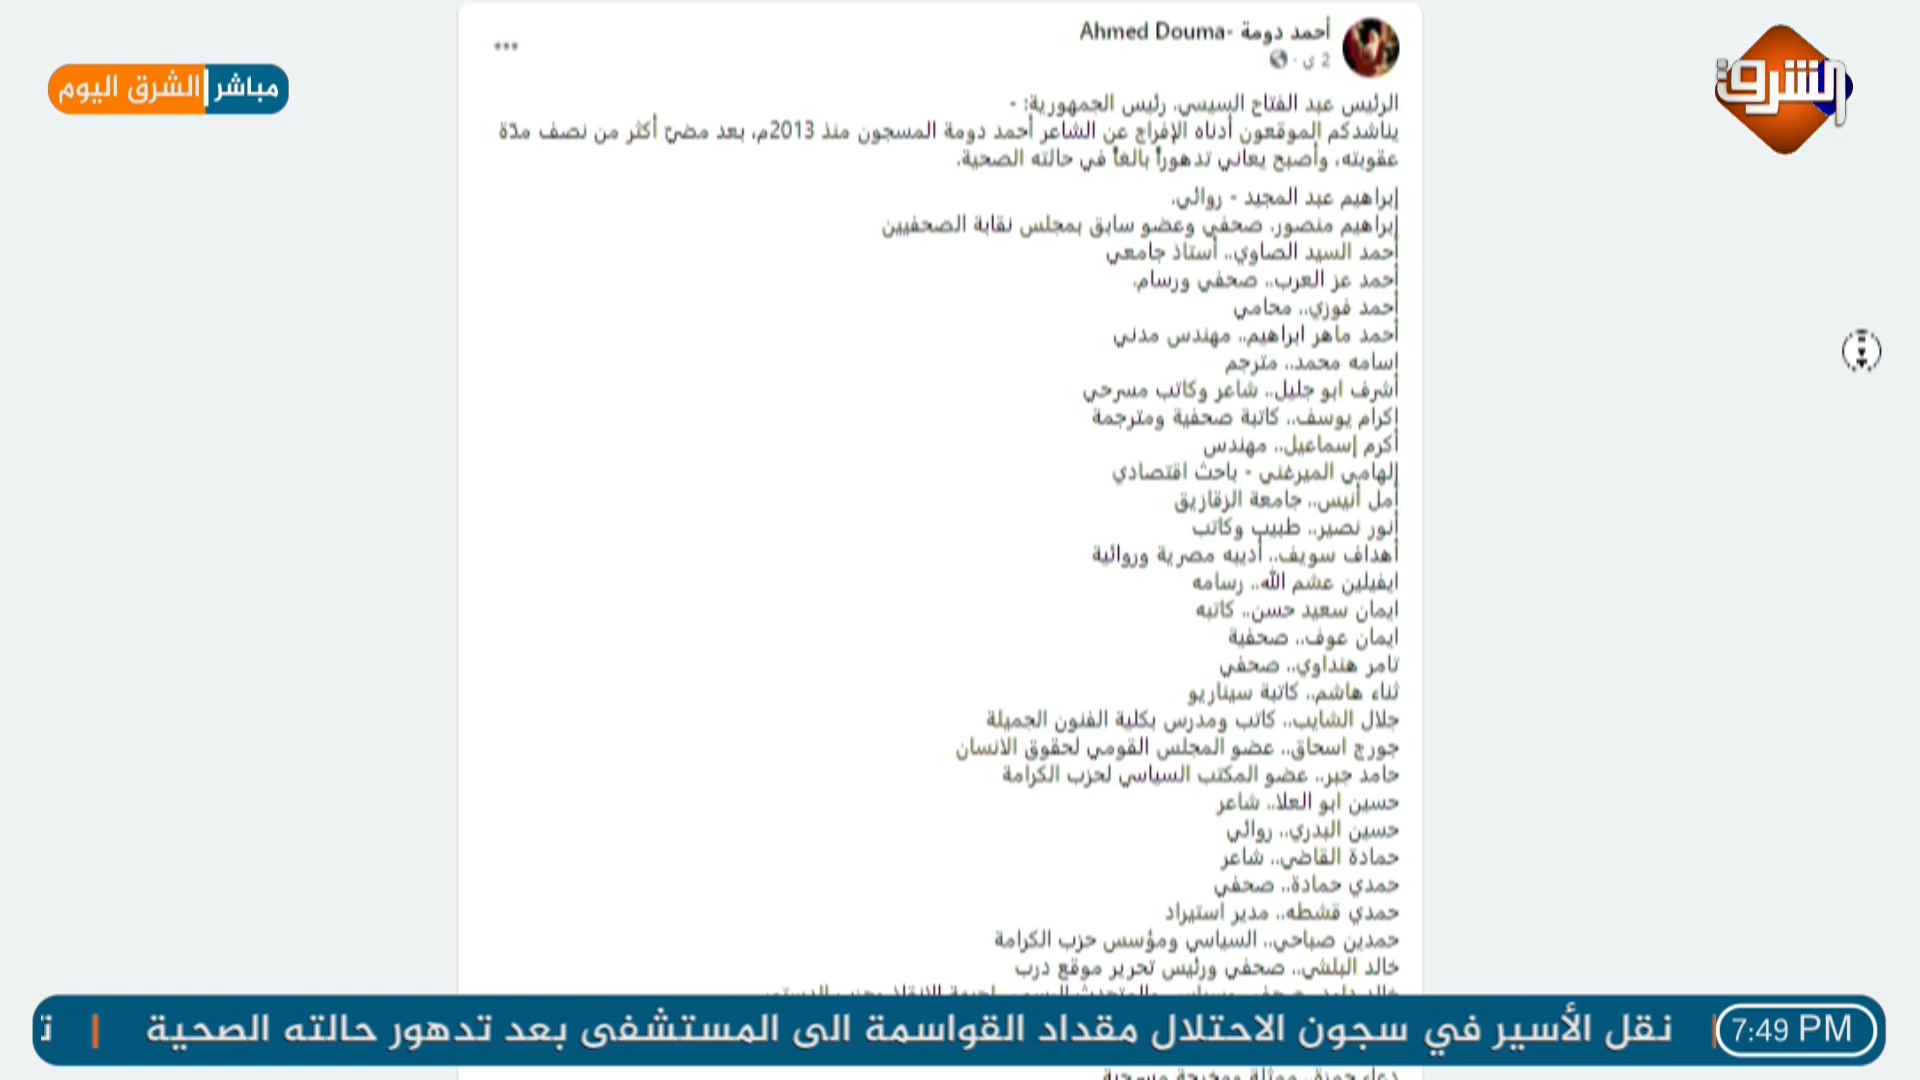 أحمد دومة -Ahmed Douma
2 ي ·
الرئيس عبد الفتاح السيسي، رئيس الجمهورية: -
يناشدكم الموقعون أدناه الإفراج عن الشاعر أحمد دومة المسجون منذ 2013م، بعد مضيّ أكثر من نصف مدّة
عقوبته، وأصبح يعاني تدهوراً بالغاً في حالته الصحية.
إبراهيم عبد المجيد - روائي.
إبراهيم منصور. صحفي وعضو سابق بمجلس نقابة الصحفيين
أحمد السيد الصاوي.. أستاذ جامعي
أحمد عز العرب.. صحفي ورسام.
أحمد فوزي.. محامي
أحمد ماهر ابراهيم.. مهندس مدني
اسامه محمد.. مترجم
أشرف ابو جليل.. شاعر وكاتب مسرحي
إكرام يوسف.. كاتبة صحفية ومترجمة
أكرم إسماعيل.. مهندس
إلهامي الميرغني - باحث اقتصادي
أمل أنيس.. جامعة الزقازيق
أنور نصير.. طبيب وكاتب
أهداف سويف.. أديبه مصرية وروائية
ايفيلين عشم الله.. رسامه
ايمان سعيد حسن.. كاتبه
ايمان عوف.. صحفية
تامر هنداوي.. صحفي
ثناء هاشم.. كاتبة سيناريو
جلال الشايب.. كاتب ومدرس بكلية الفنون الجميلة
جورج اسحاق.. عضو المجلس القومي لحقوق الانسان
حامد جبر.. عضو المكتب السياسي لحزب الكرامة
حسين ابو العلا.. شاعر
حسين البدري.. روائي
حمادة القاضي.. شاعر
حمدي حمادة.. صحفي
حمدي قشطه.. مدير استيراد
حمدين صباحي.. السياسي ومؤسس حزب الكرامة
خالد البلشي.. صحفي ورئيس تحرير موقع درب
الشرق
مباشر الشرق اليوم
7:49 PM
نقل الأسير في سجون الاحتلال مقداد القواسمة الى المستشفى بعد تدهور حالته الصحية